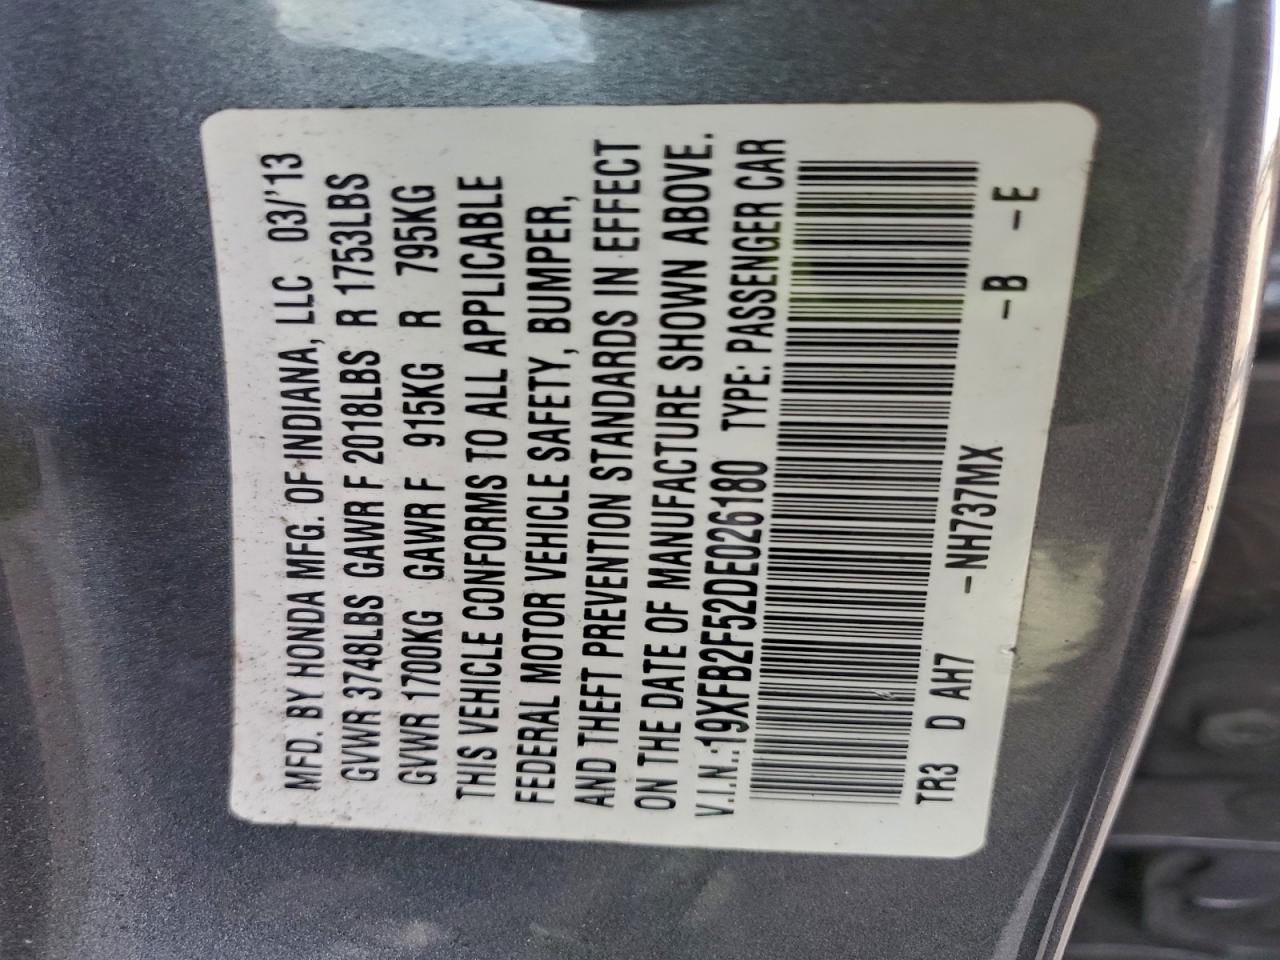 MFD. BY HONDA MFG. OF INDIANA, LLC 03/'13
GVWR 3748LBS GAWR F 2018LBS R 1753LBS
GVWR 1700KG GAWR F 915KG R 795KG
THIS VEHICLE CONFORMS TO ALL APPLICABLE
FEDERAL MOTOR VEHICLE SAFETY, BUMPER,
AND THEFT PREVENTION STANDARDS IN EFFECT
ON THE DATE OF MANUFACTURE SHOWN ABOVE.
V.I.N.:19XFB2F52DE026180 TYPE: PASSENGER CAR
TR3 D AH7 -NH737MX -B -E